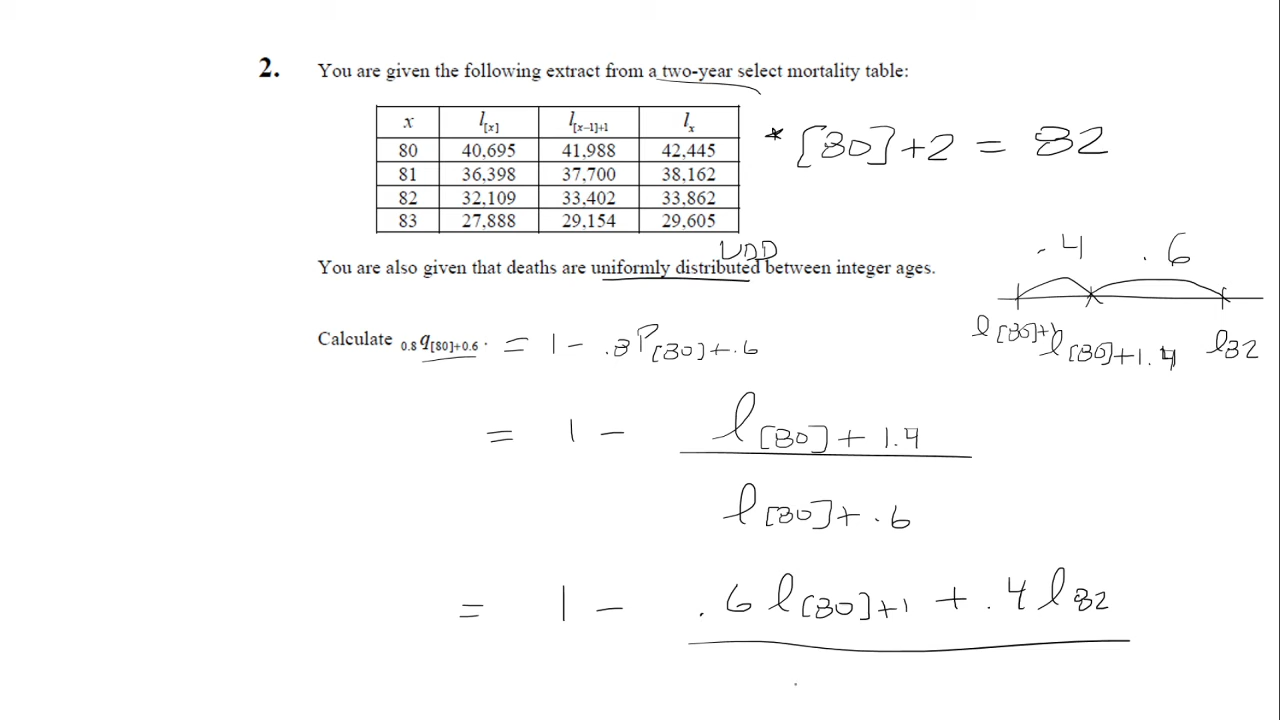 2. You are given the following extract from a two-year select mortality table:
x l[x] l[x−1]+1 lx
80 40,695 41,988 42,445
81 36,398 37,700 38,162
82 32,109 33,402 33,862
83 27,888 29,154 29,605
* [80]+2 = 82
UDD
You are also given that deaths are uniformly distributed between integer ages.
.4 .6
l[80]+1 l[80]+1.4 l82
Calculate 0.8q[80]+0.6. = 1 - .8P[80]+.6
= 1 - l[80]+1.4
l[80]+.6
= 1 - .6l[80]+1 + .4l82